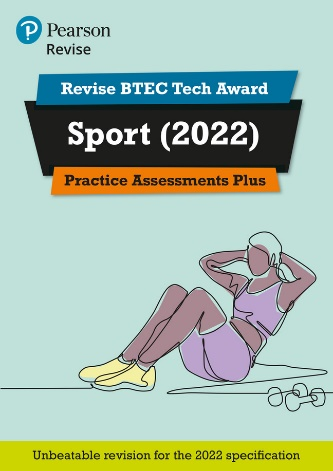 Pearson
Revise
Revise BTEC Tech Award
Sport (2022)
Practice Assessments Plus
Unbeatable revision for the 2022 specification